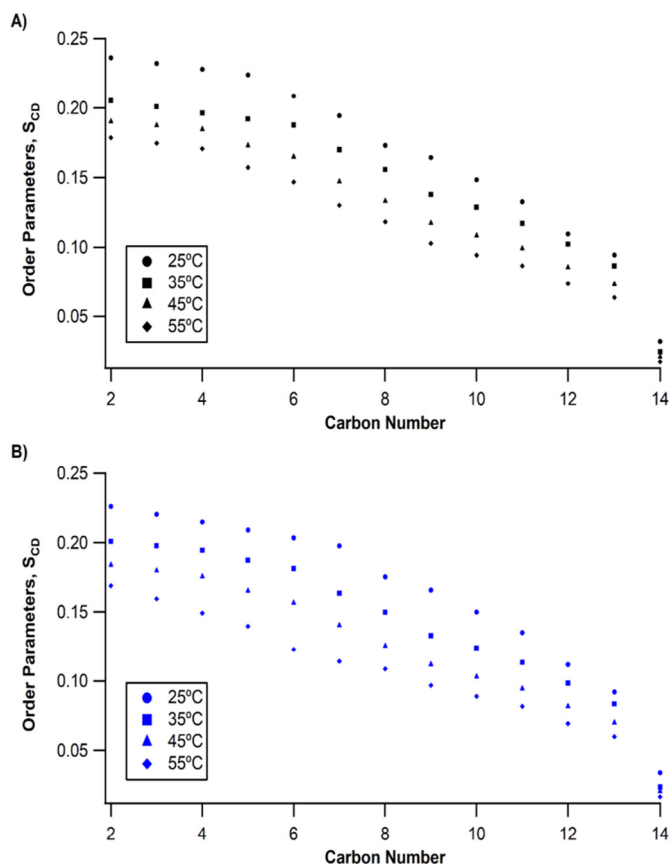 A)
0.25
0.20
0.15
0.10
0.05
Order Parameters, SCD
25ºC
35ºC
45ºC
55ºC
2 4 6 8 10 12 14
Carbon Number
B)
0.25
0.20
0.15
0.10
0.05
Order Parameters, SCD
25ºC
35ºC
45ºC
55ºC
2 4 6 8 10 12 14
Carbon Number